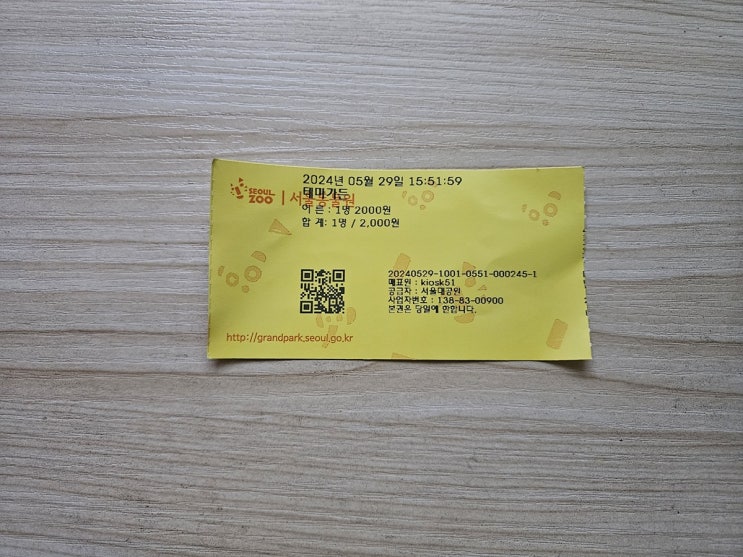 2024년 05월 29일 15:51:59
테마가든
SEOUL
ZOO
서울동물원
어 른 : 1명 2000원
합 계: 1명 / 2,000원
20240529-1001-0551-000245-1
매표원 : kiosk51
공급자 : 서울대공원
사업자번호 : 138-83-00900
본권은 당일에 한합니다.
http://grandpark.seoul.go.kr